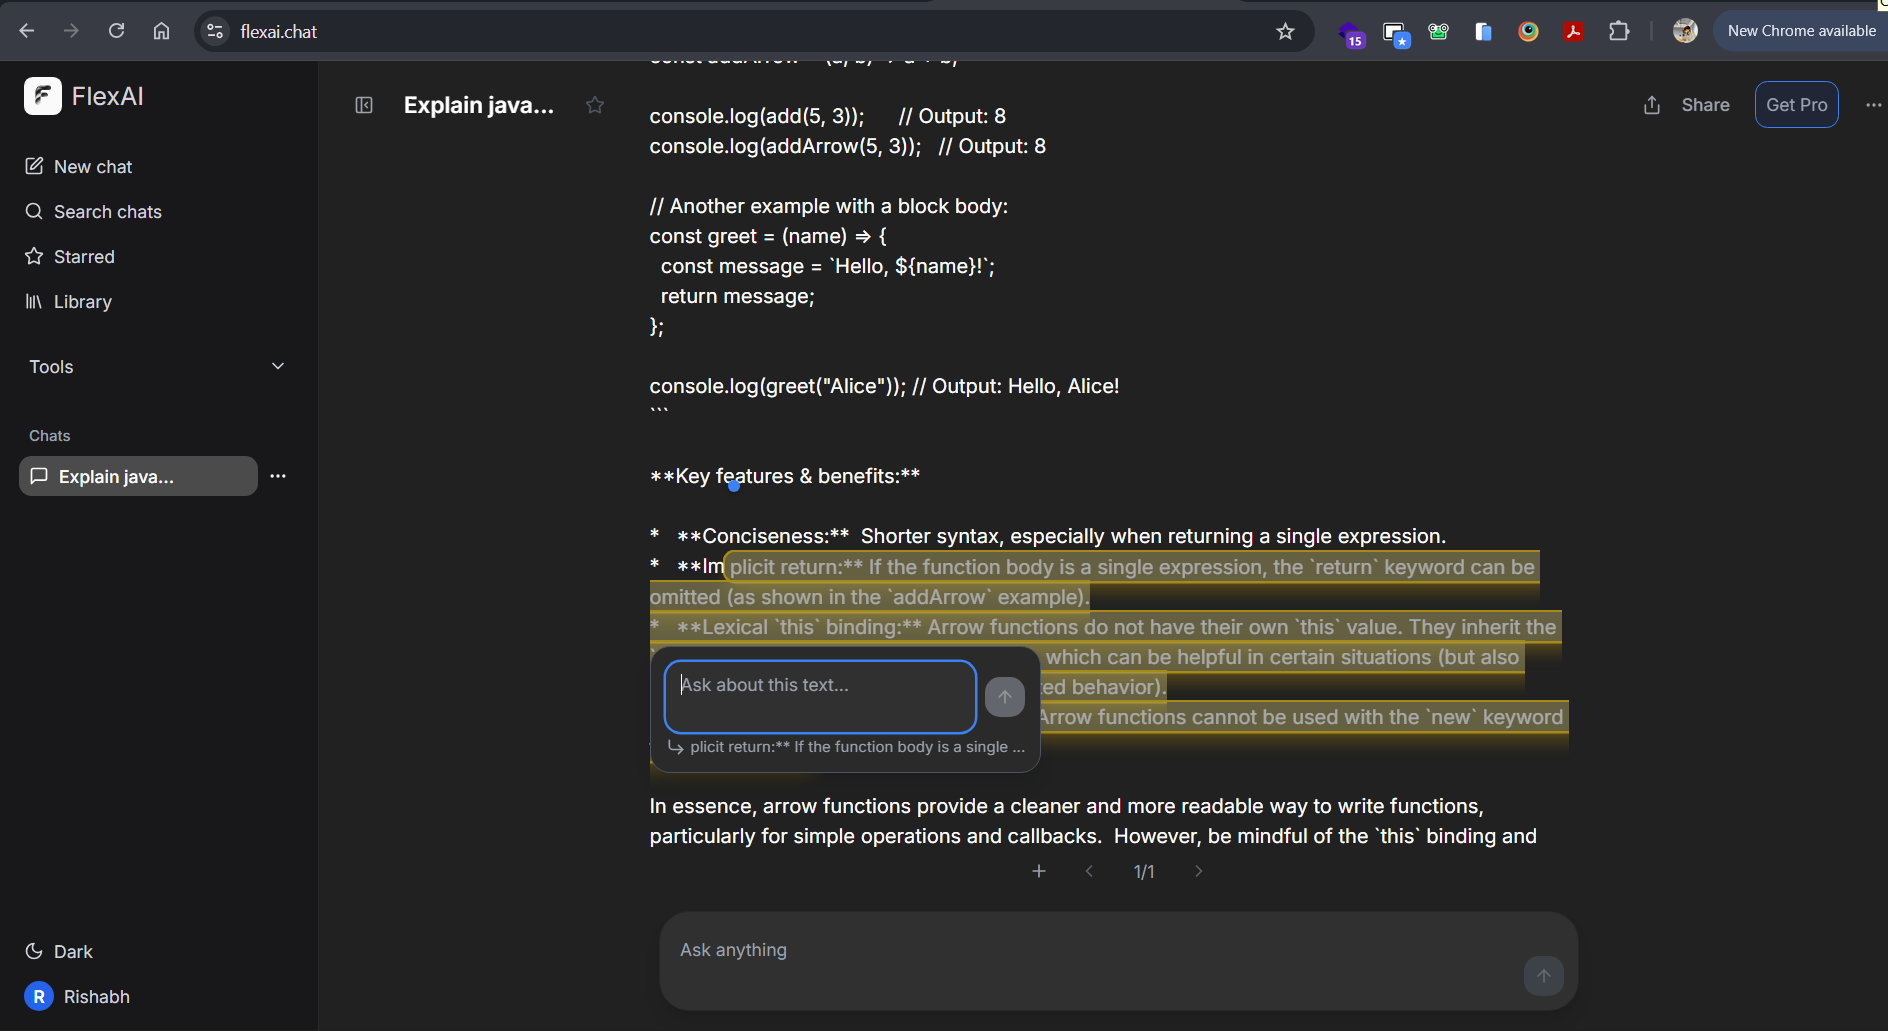 flexai.chat
15
New Chrome available
FlexAI
New chat
Search chats
Starred
Library
Tools
Chats
Explain java...
Dark
R
Rishabh
Explain java...
Share
Get Pro
console.log(add(5, 3));      // Output: 8
console.log(addArrow(5, 3));   // Output: 8
// Another example with a block body:
const greet = (name) => {
  const message = `Hello, ${name}!`;
  return message;
};
console.log(greet("Alice")); // Output: Hello, Alice!
```
**Key features & benefits:**
*   **Conciseness:**  Shorter syntax, especially when returning a single expression.
*   **Implicit return:** If the function body is a single expression, the `return` keyword can be
omitted (as shown in the `addArrow` example).
*   **Lexical `this` binding:** Arrow functions do not have their own `this` value. They inherit the
which can be helpful in certain situations (but also
ted behavior).
Arrow functions cannot be used with the `new` keyword
Ask about this text...
plicit return:** If the function body is a single ...
In essence, arrow functions provide a cleaner and more readable way to write functions,
particularly for simple operations and callbacks.  However, be mindful of the `this` binding and
1/1
Ask anything